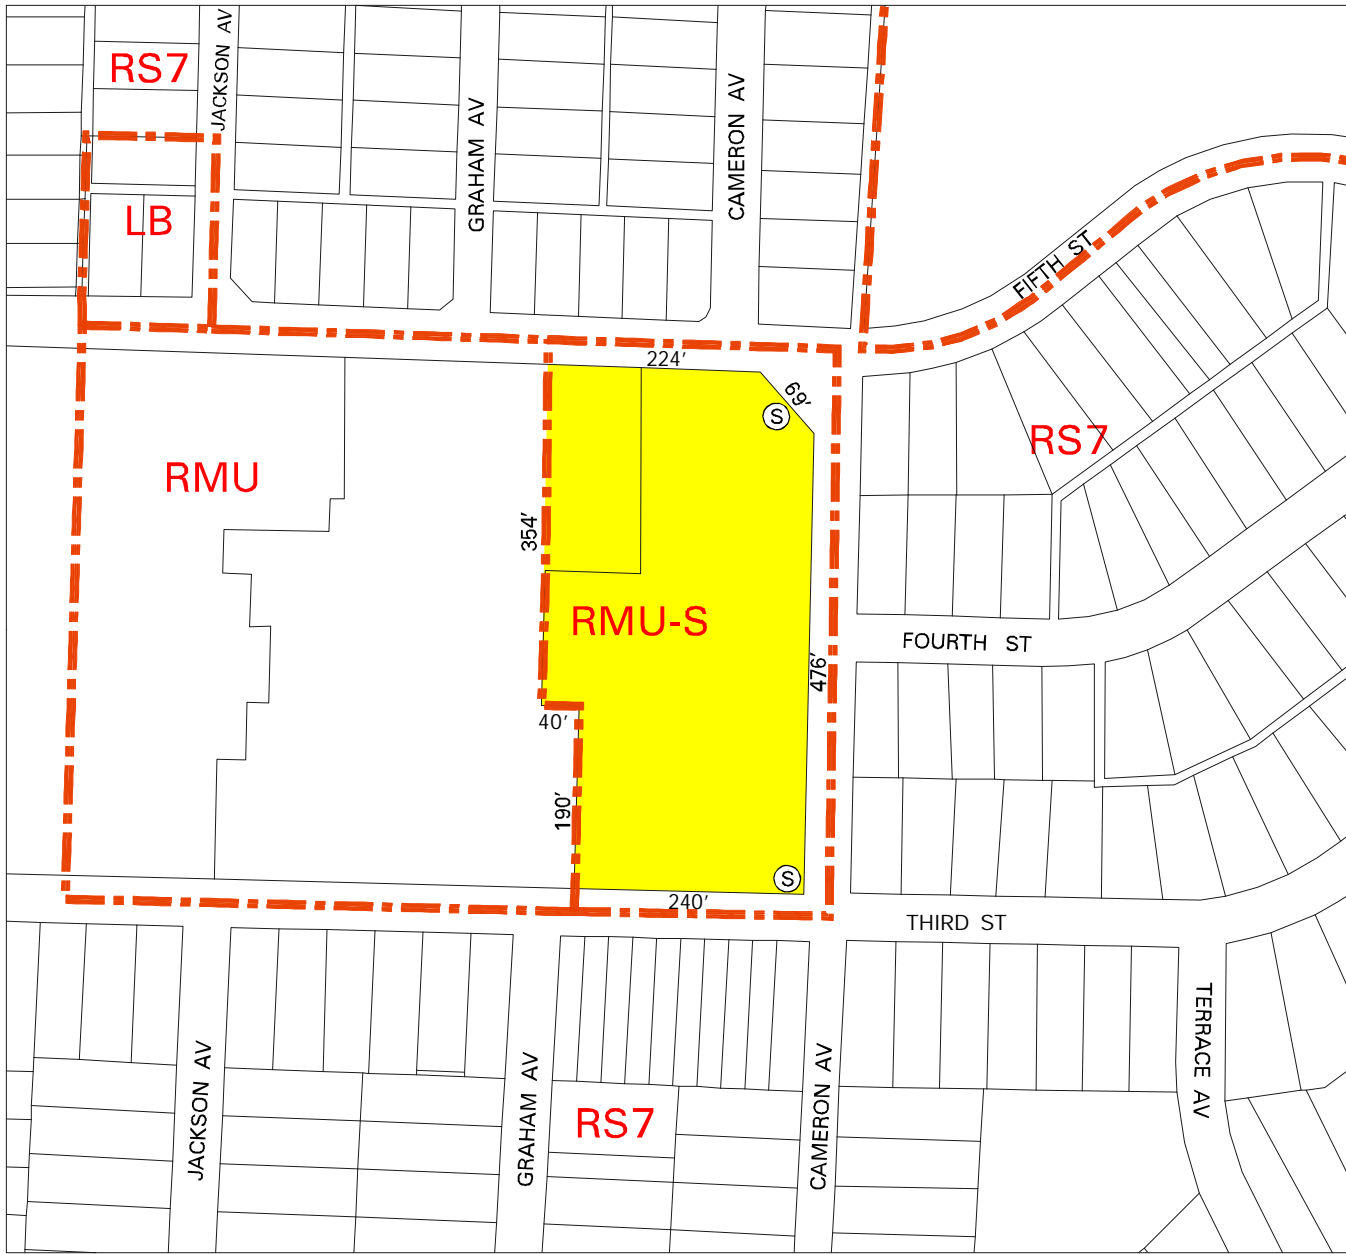 RS7
JACKSON AV
GRAHAM AV
CAMERON AV
LB
FIFTH ST
224'
69'
S
RS7
RMU
354'
RMU-S
FOURTH ST
476'
40'
190'
S
240'
THIRD ST
TERRACE AV
JACKSON AV
GRAHAM AV
RS7
CAMERON AV